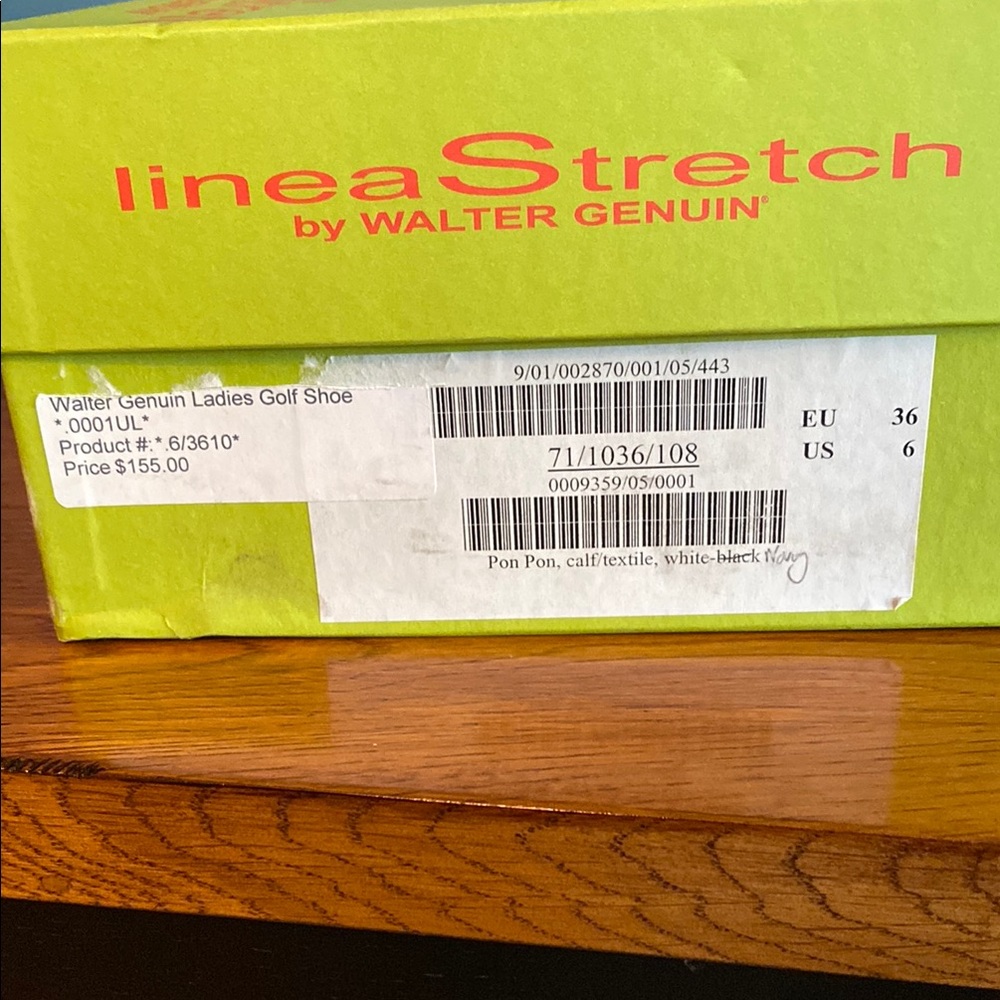 lineaStretch
by WALTER GENUIN®
Walter Genuin Ladies Golf Shoe
*.0001UL*
Product #:*.6/3610*
Price $155.00
9/01/002870/001/05/443
71/1036/108
0009359/05/0001
EU 36
US 6
Pon Pon, calf/textile, white-black Navy